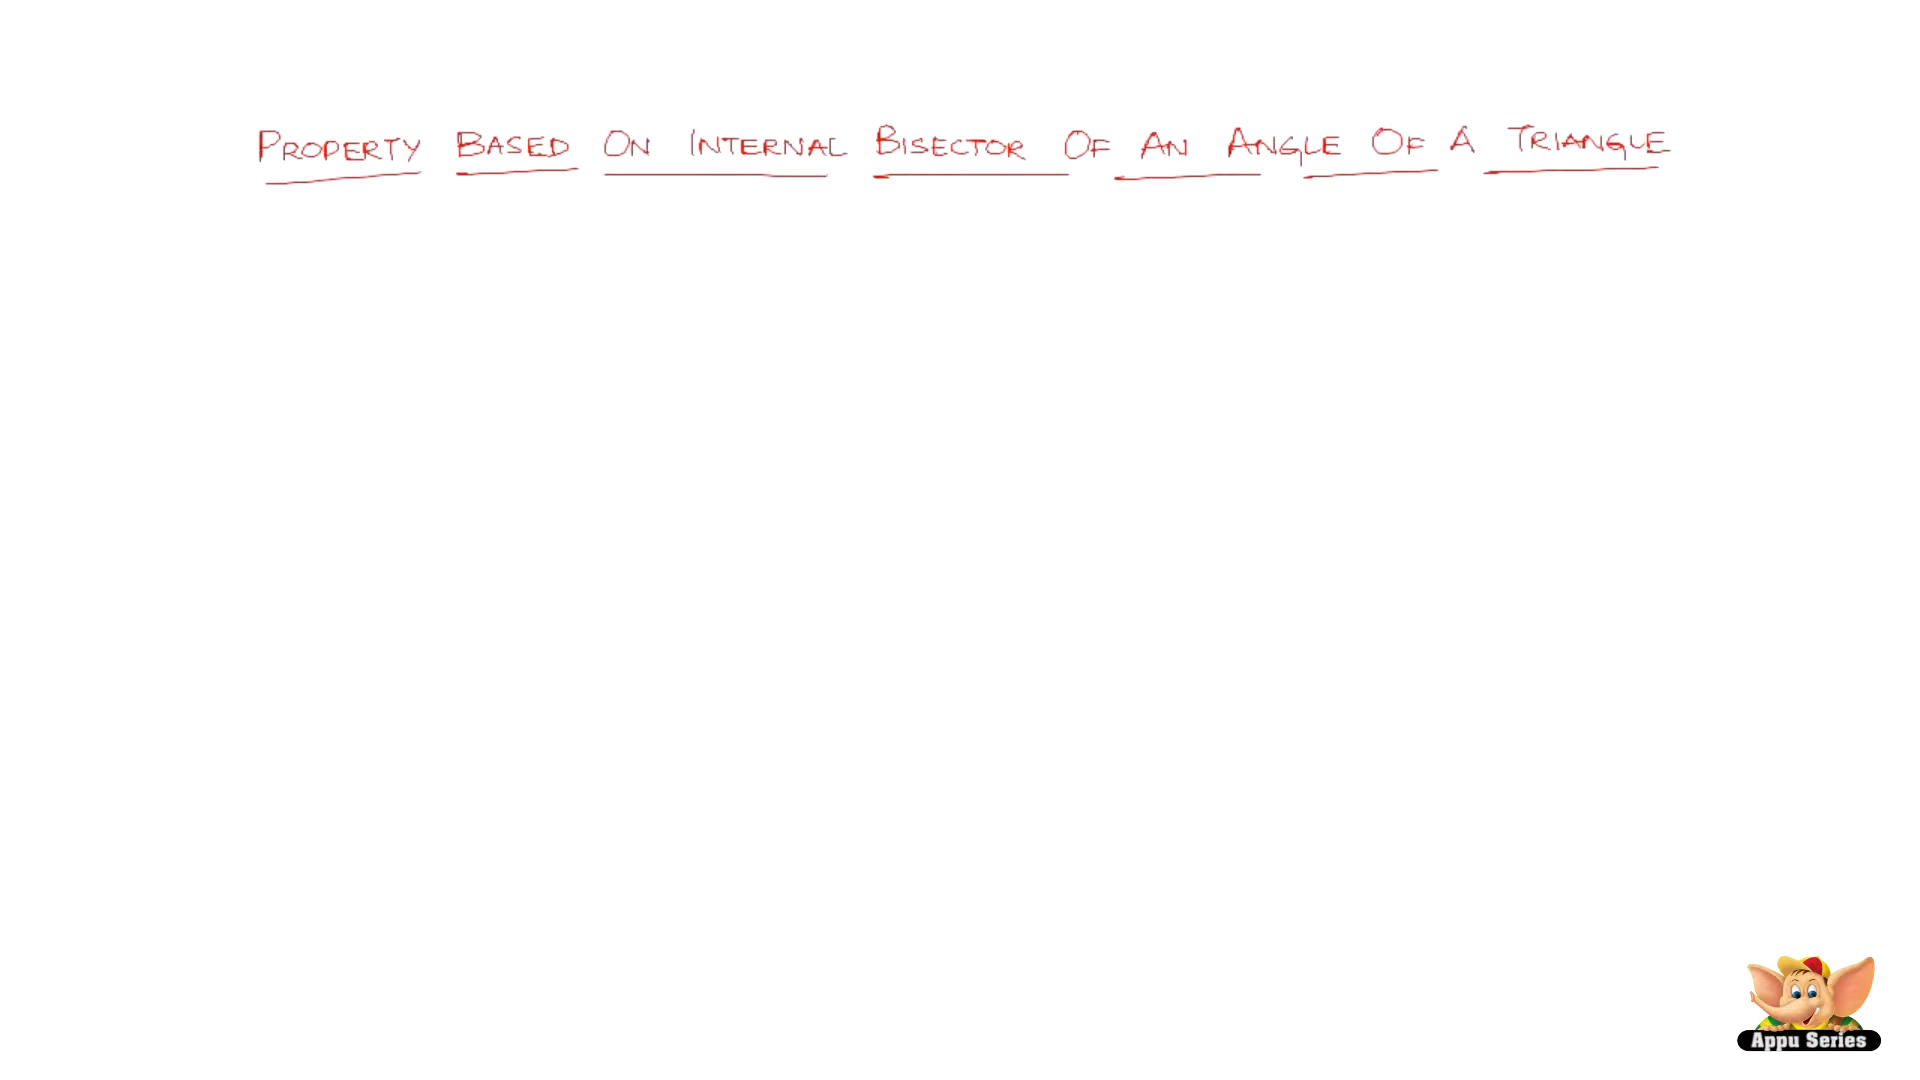 PROPERTY BASED ON INTERNAL BISECTOR OF AN ANGLE OF A TRIANGLE
Appu Series